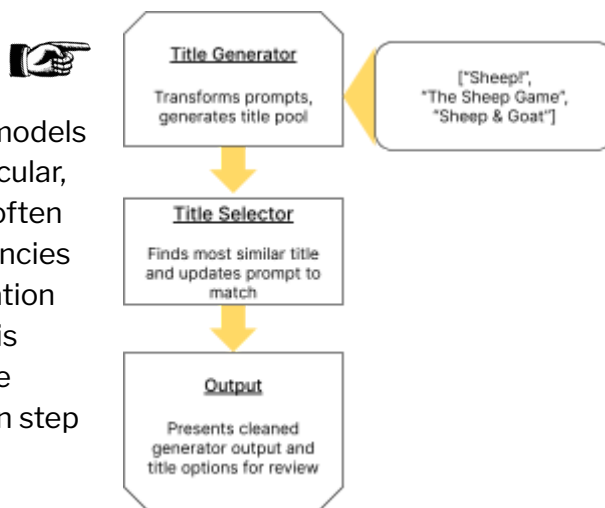 models
cular,
often
ncies
ation
is
e
n step
Title Generator
Transforms prompts,
generates title pool
["Sheep!",
"The Sheep Game",
"Sheep & Goat"]
Title Selector
Finds most similar title
and updates prompt to
match
Output
Presents cleaned
generator output and
title options for review